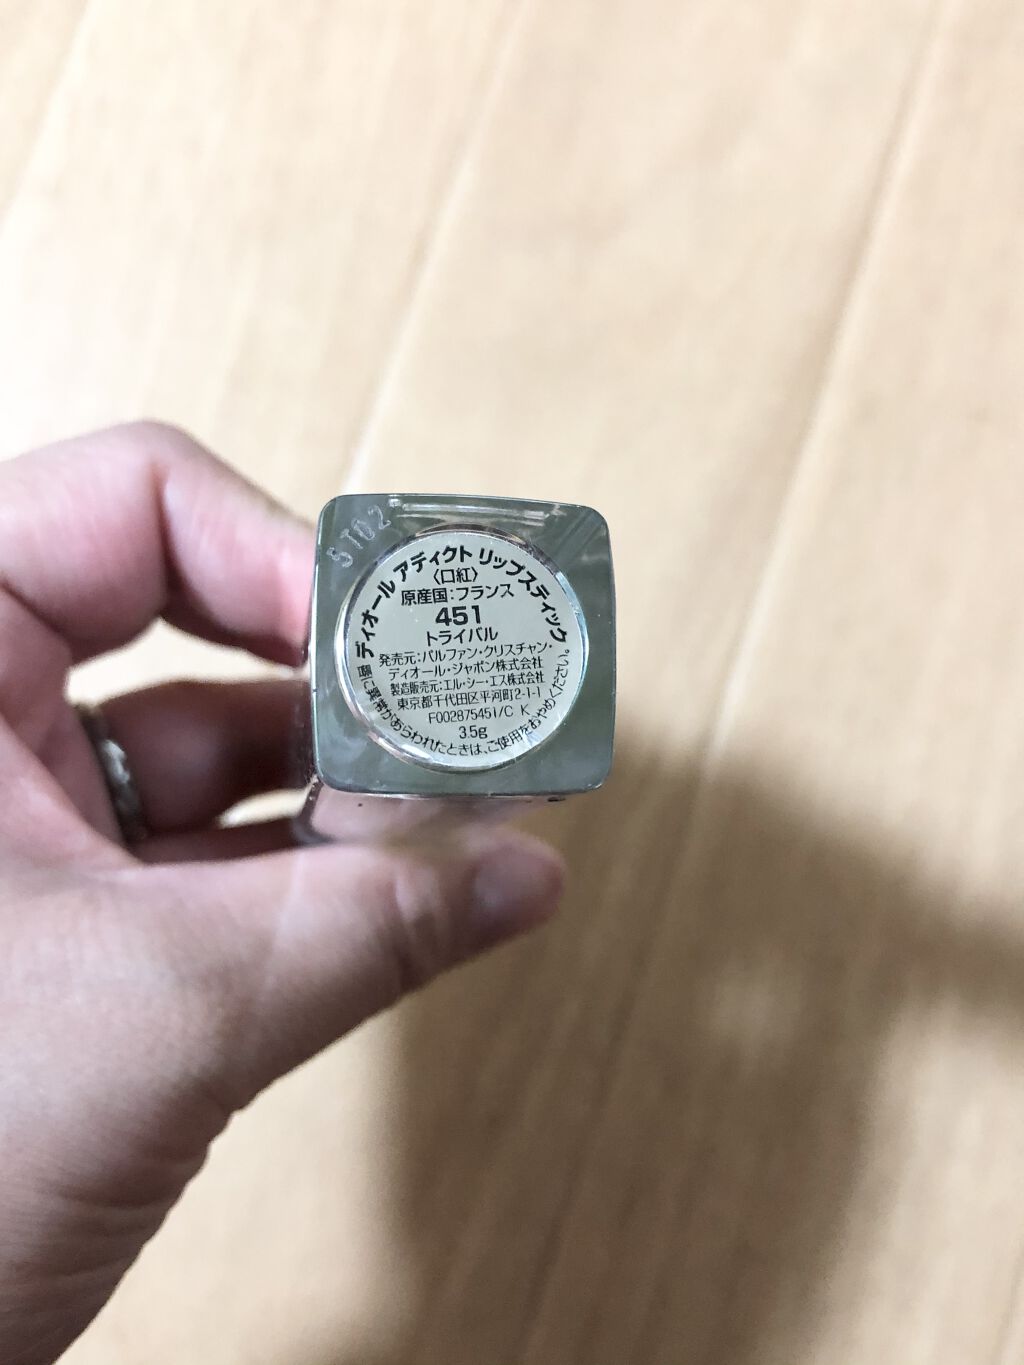 5T02
ディオール アディクト リップスティック
〈口紅〉
原産国:フランス
451
トライバル
発売元:パルファン・クリスチャン・
ディオール・ジャポン株式会社
製造販売元:エル・シー・エス株式会社
東京都千代田区平河町2-1-1
F002875451/C K
3.5g
唇に異常があらわれたときは、ご使用をおやめください。